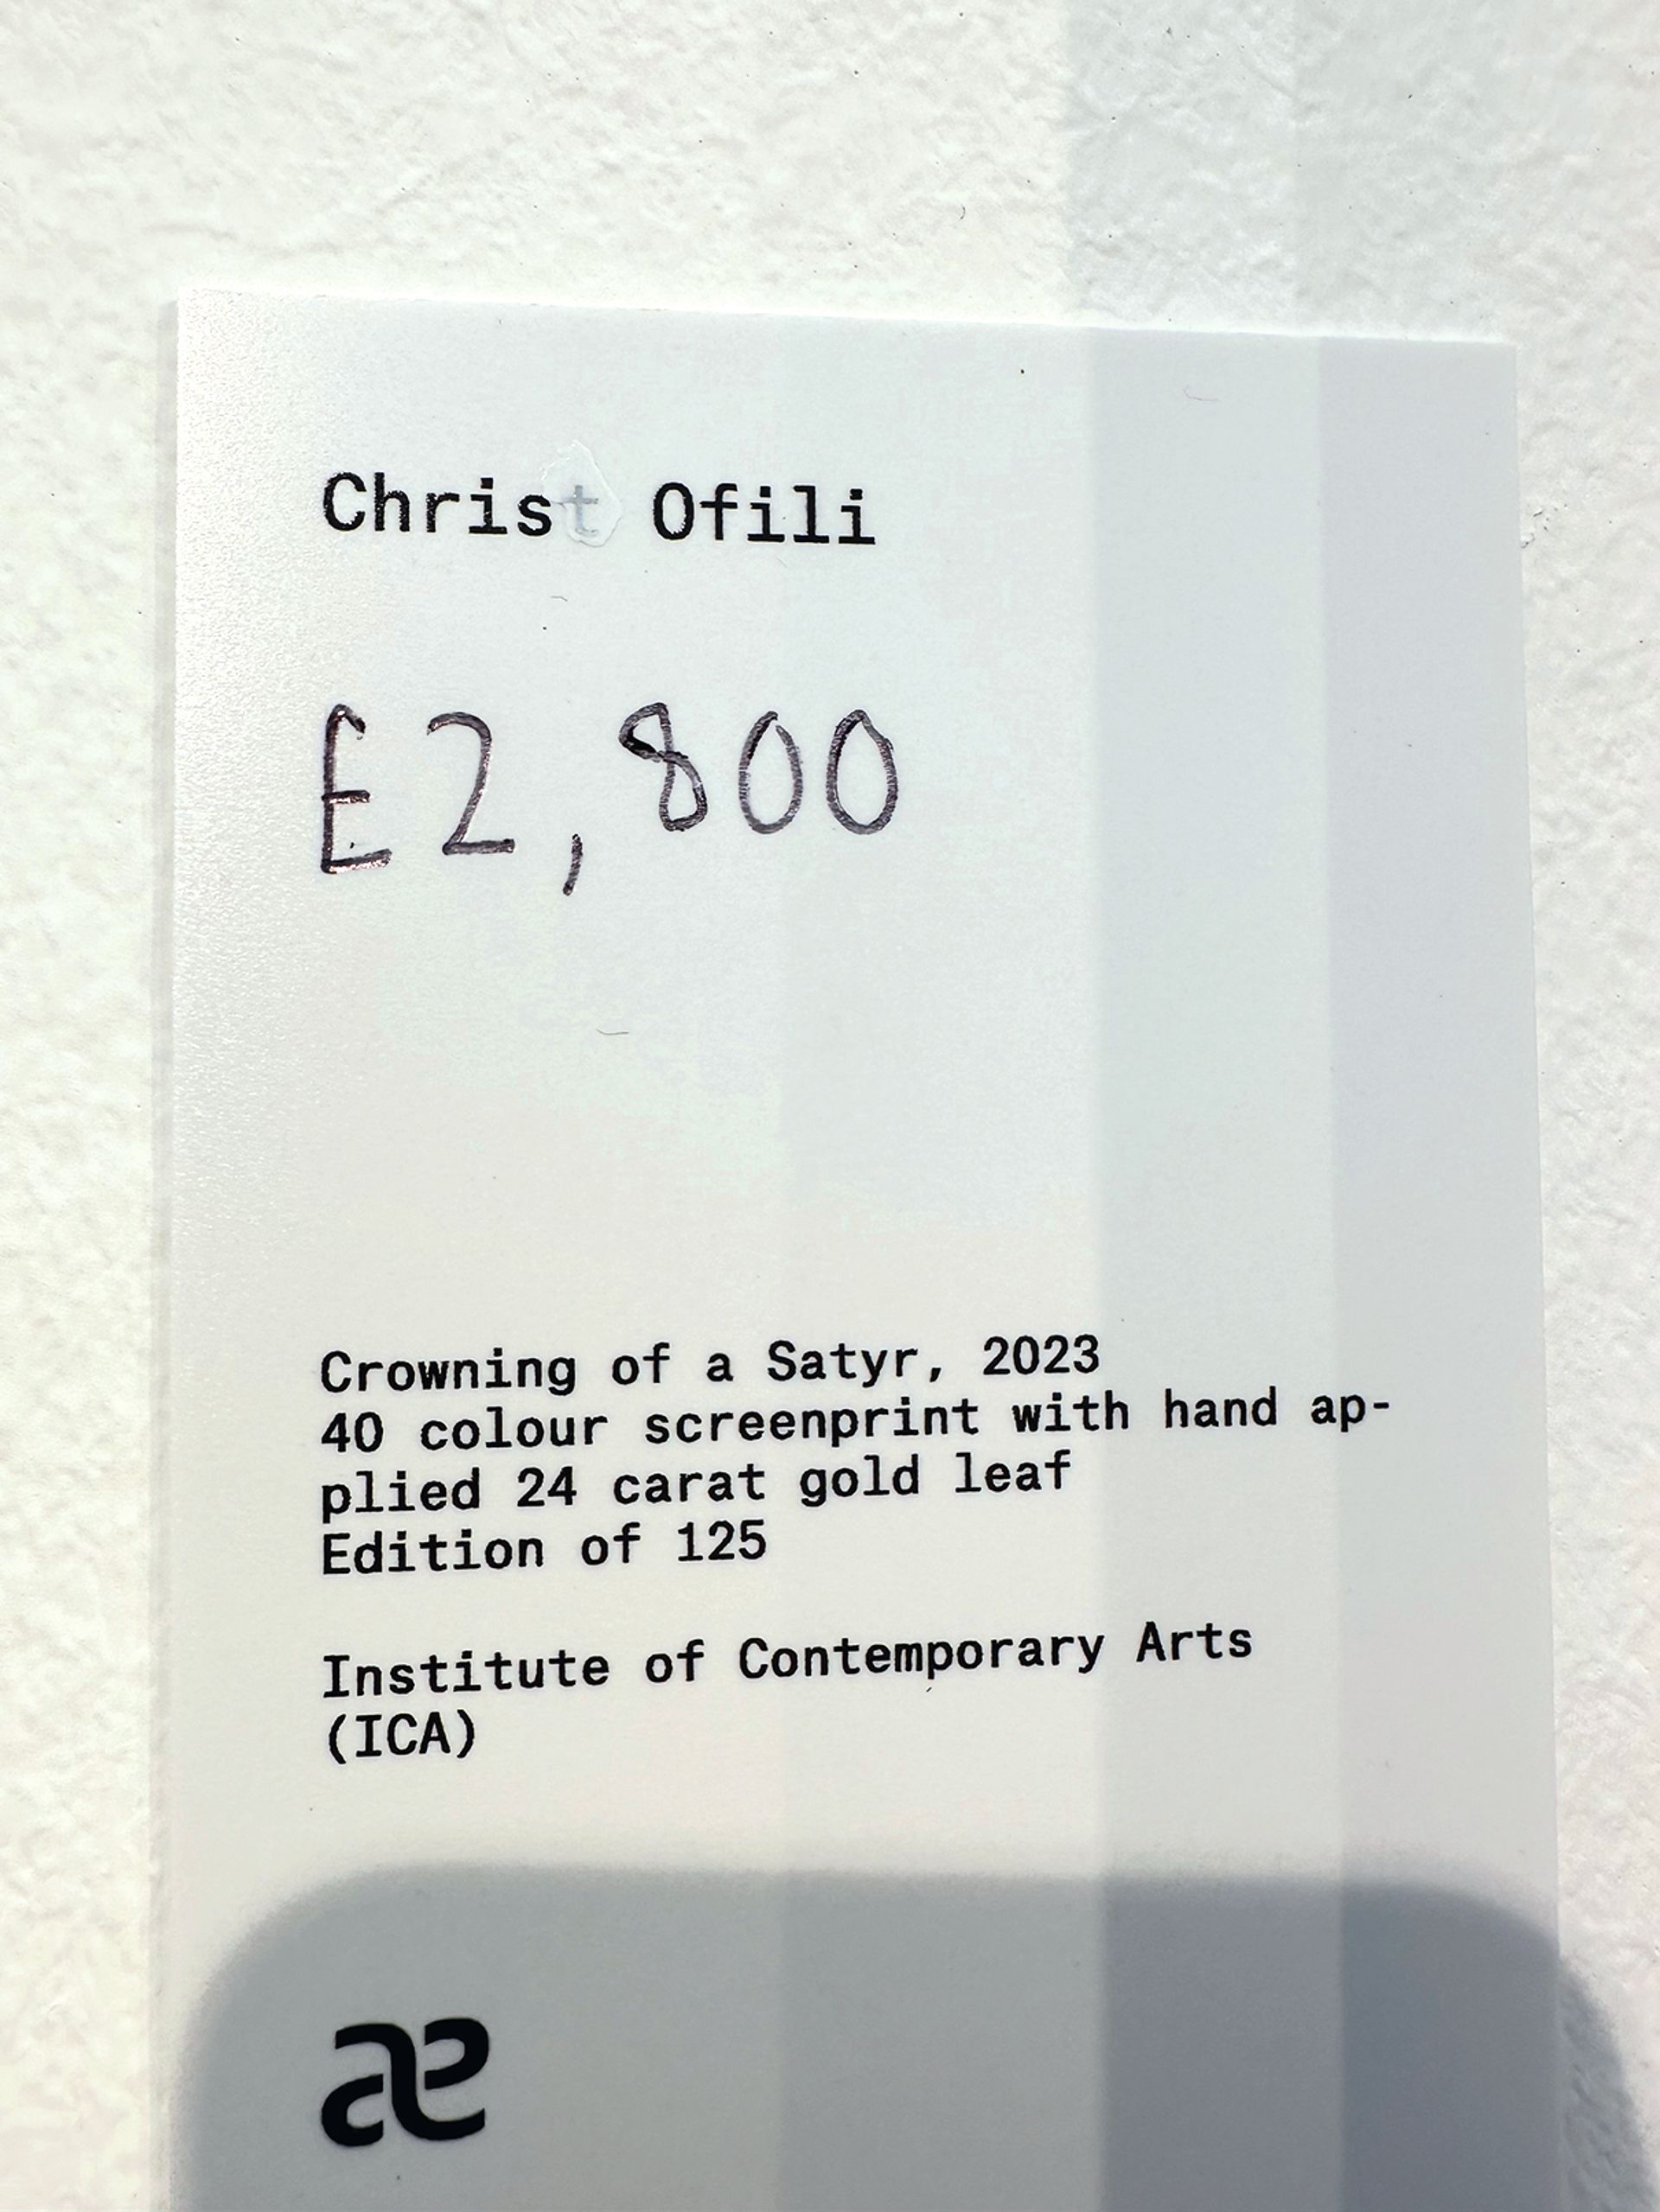 Christ Ofili
£2,800
Crowning of a Satyr, 2023
40 colour screenprint with hand ap-
plied 24 carat gold leaf
Edition of 125
Institute of Contemporary Arts
(ICA)
æ